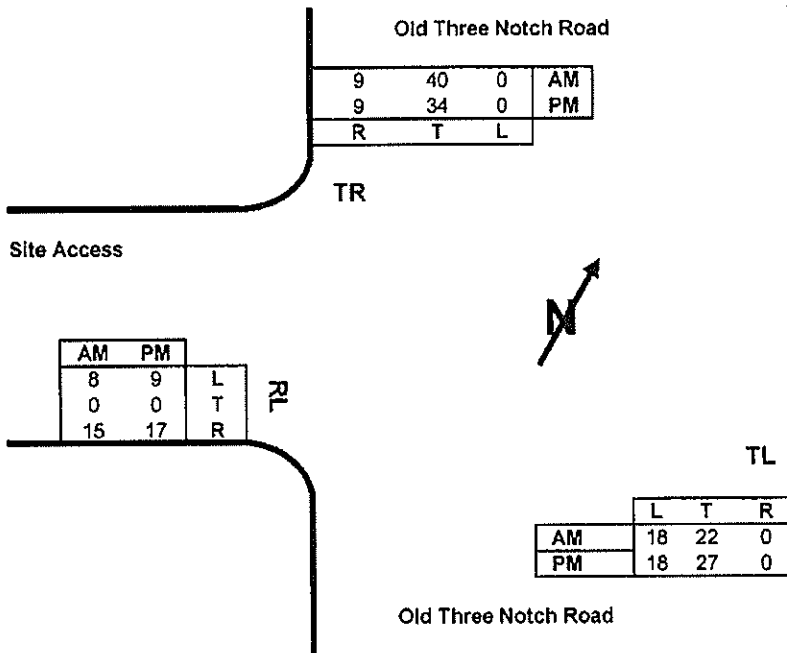 Old Three Notch Road
9 40 0 AM
9 34 0 PM
R T L
TR
Site Access
N
AM PM
8 9 L
0 0 T
15 17 R
RL
TL
L T R
AM 18 22 0
PM 18 27 0
Old Three Notch Road